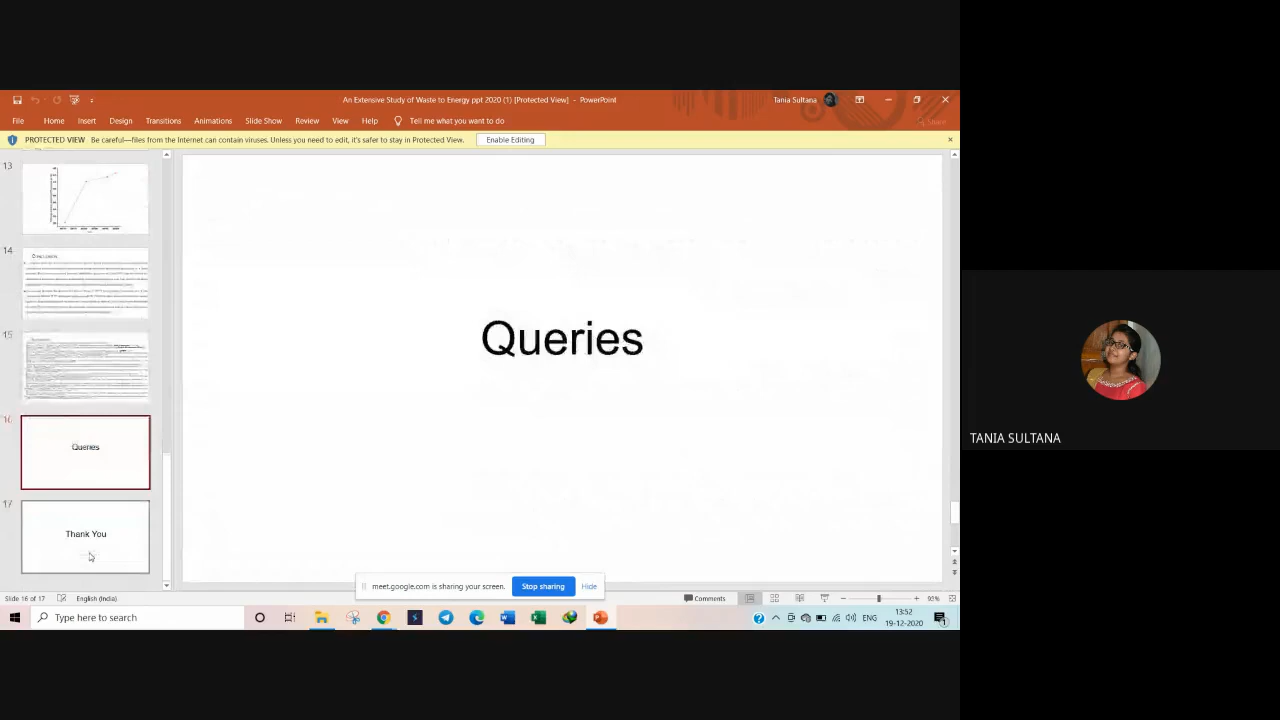 An Extensive Study of Waste to Energy ppt 2020 (1) [Protected View] - PowerPoint
Tania Sultana
File Home Insert Design Transitions Animations Slide Show Review View Help Tell me what you want to do
Share
PROTECTED VIEW Be careful—files from the Internet can contain viruses. Unless you need to edit, it's safer to stay in Protected View. Enable Editing
13
14
15
16
Queries
17
Thank You
Queries
TANIA SULTANA
meet.google.com is sharing your screen. Stop sharing Hide
Slide 16 of 17 English (India) Comments 95%
Type here to search
ENG
13:52
19-12-2020
1